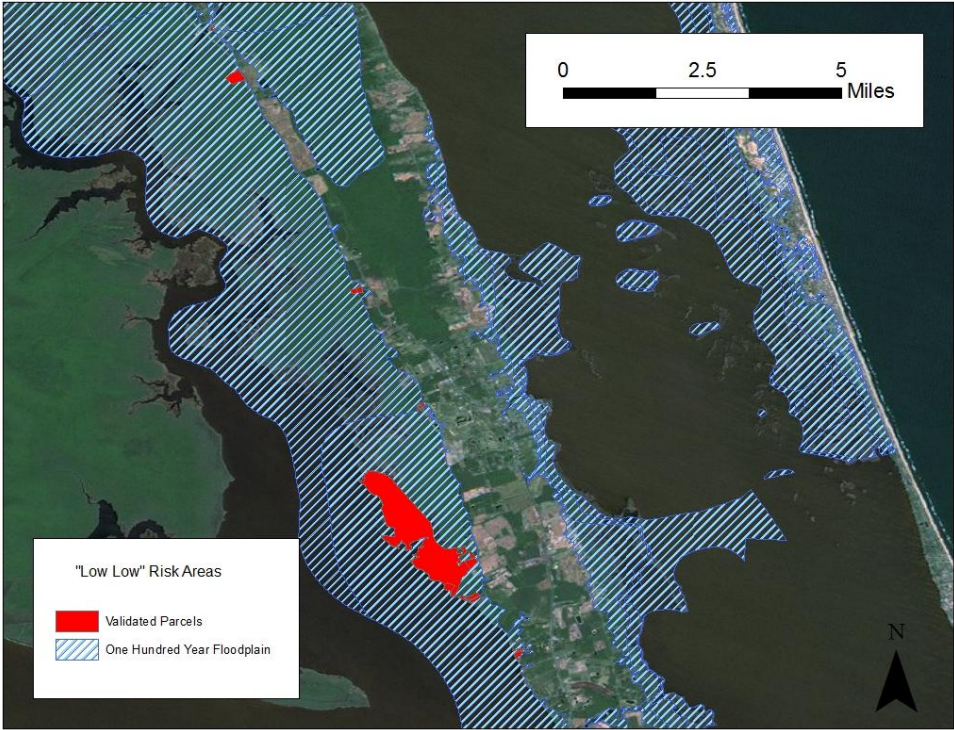 0 2.5 5
Miles
"Low Low" Risk Areas
Validated Parcels
One Hundred Year Floodplain
N